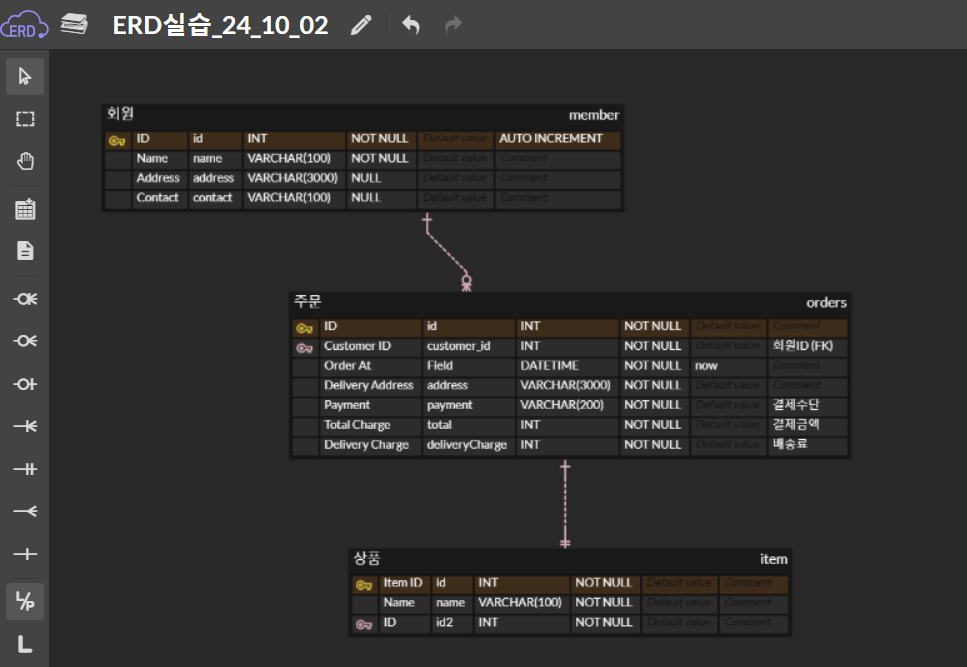 ERD
ERD실습_24_10_02
회원 member
ID id INT NOT NULL Default value AUTO INCREMENT
Name name VARCHAR(100) NOT NULL Default value Comment
Address address VARCHAR(3000) NULL Default value Comment
Contact contact VARCHAR(100) NULL Default value Comment
주문 orders
ID id INT NOT NULL Default value Comment
Customer ID customer_id INT NOT NULL Default value 회원ID (FK)
Order At Field DATETIME NOT NULL now Comment
Delivery Address address VARCHAR(3000) NOT NULL Default value Comment
Payment payment VARCHAR(200) NOT NULL Default value 결제수단
Total Charge total INT NOT NULL Default value 결제금액
Delivery Charge deliveryCharge INT NOT NULL Default value 배송료
상품 item
Item ID id INT NOT NULL Default value Comment
Name name VARCHAR(100) NOT NULL Default value Comment
ID id2 INT NOT NULL Default value Comment
L/P
L